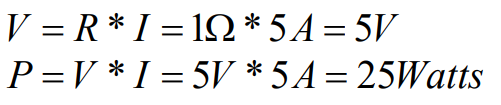 V = R * I = 1Ω * 5A = 5V
P = V * I = 5V * 5A = 25Watts